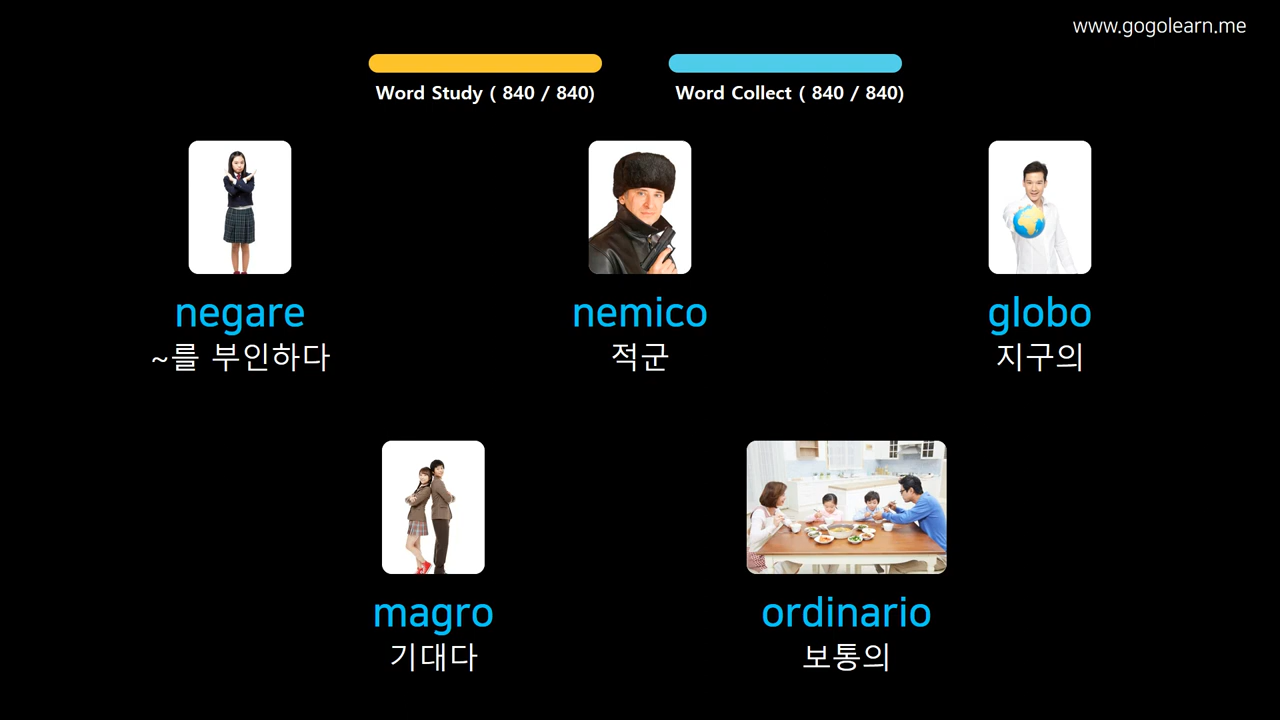 www.gogolearn.me
Word Study ( 840 / 840)
Word Collect ( 840 / 840)
negare
~를 부인하다
nemico
적군
globo
지구의
magro
기대다
ordinario
보통의